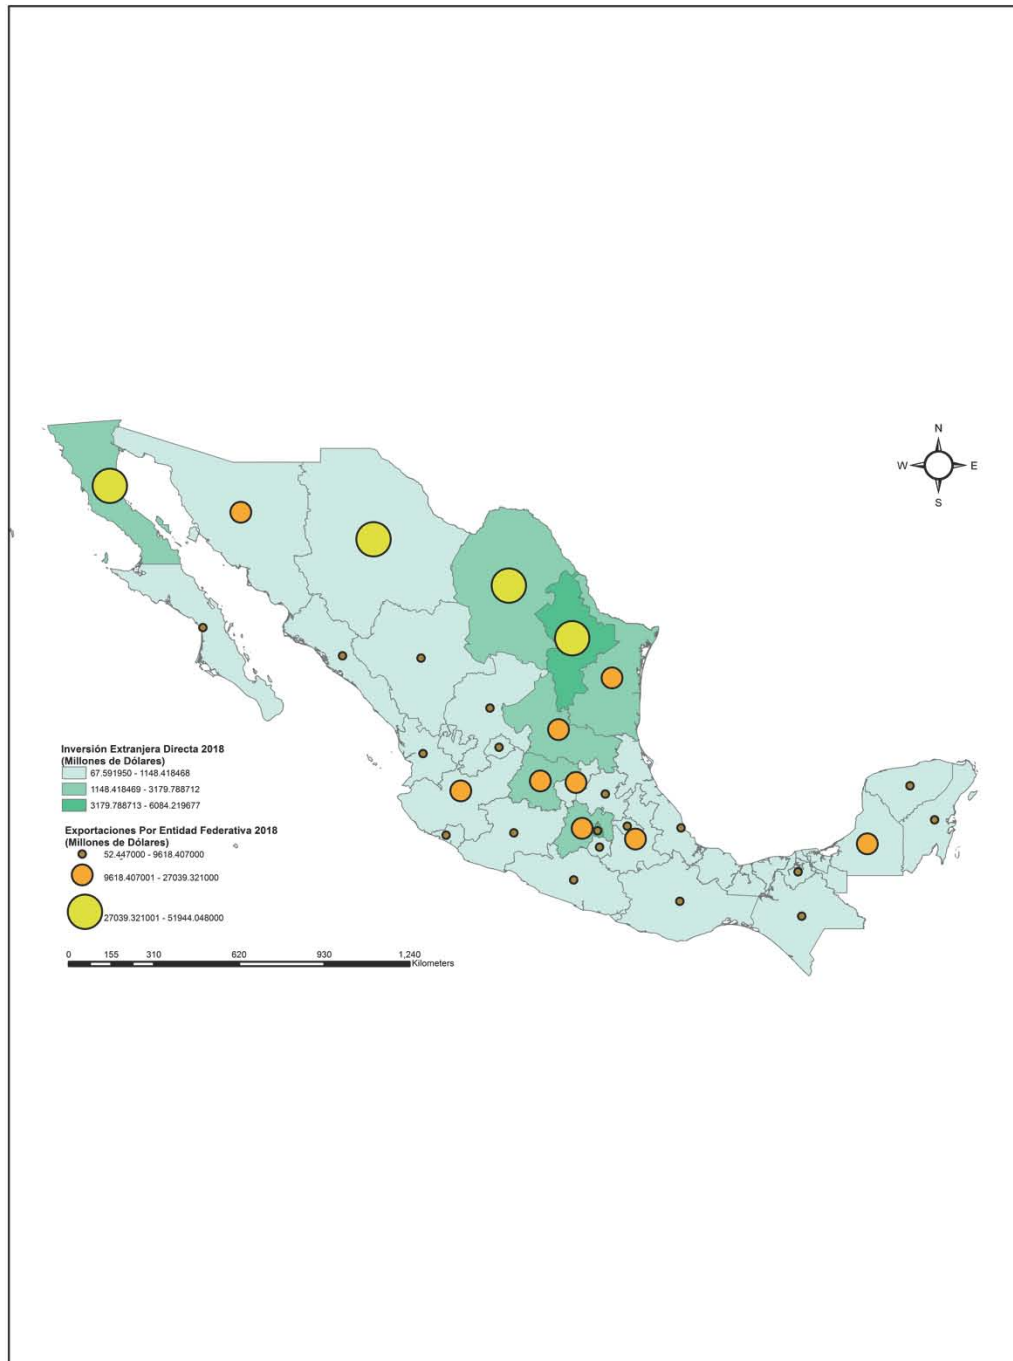 N
W E
S
Inversión Extranjera Directa 2018
(Millones de Dólares)
67.591950 - 1148.418468
1148.418469 - 3179.788712
3179.788713 - 6084.219677
Exportaciones Por Entidad Federativa 2018
(Millones de Dólares)
52.447000 - 9618.407000
9618.407001 - 27039.321000
27039.321001 - 51944.048000
0 155 310 620 930 1,240
Kilometers